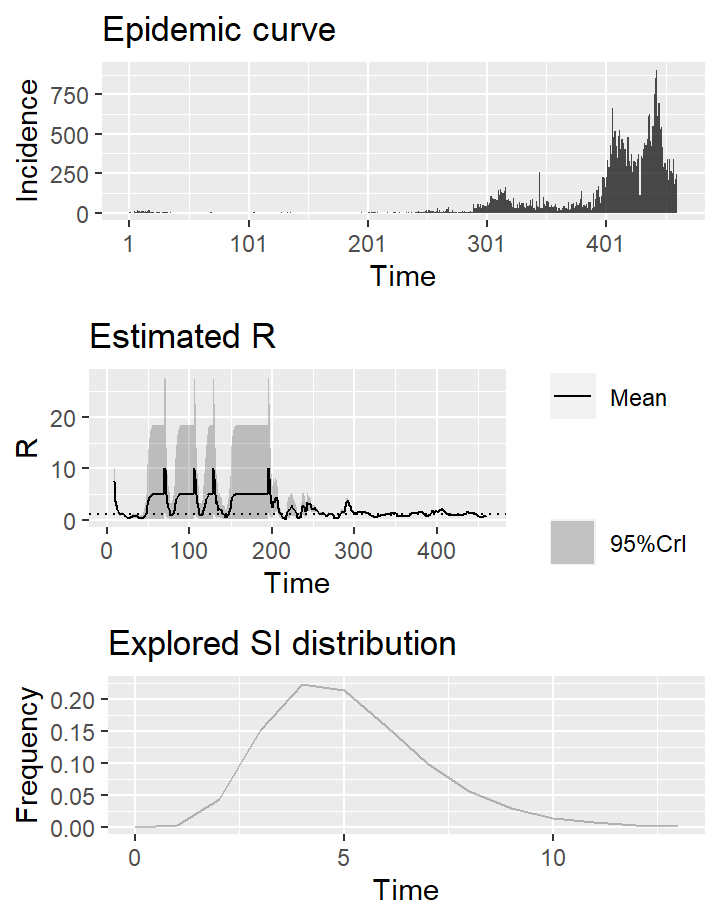 Epidemic curve
Incidence
750
500
250
0
1 101 201 301 401
Time
Estimated R
R
20
10
0
0 100 200 300 400
Time
Mean
95%CrI
Explored SI distribution
Frequency
0.20
0.15
0.10
0.05
0.00
0 5 10
Time